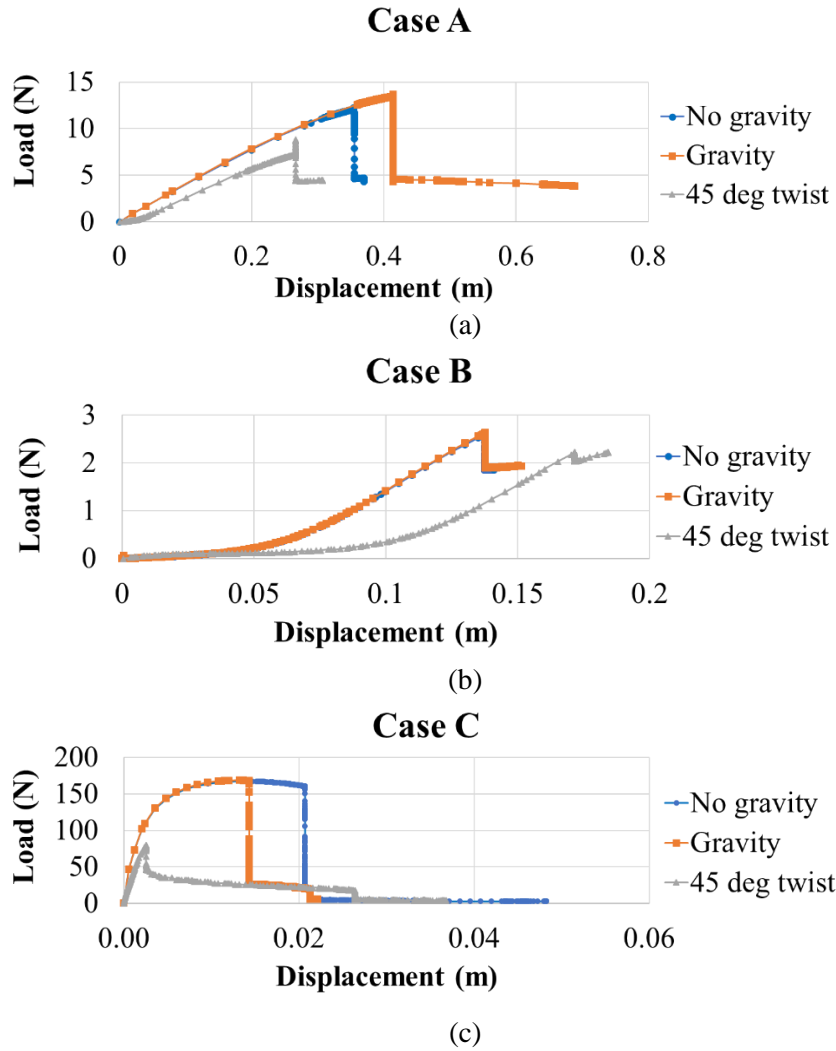 Case A
Load (N)
15
10
5
0
0 0.2 0.4 0.6 0.8
Displacement (m)
No gravity
Gravity
45 deg twist
(a)
Case B
Load (N)
3
2
1
0
0 0.05 0.1 0.15 0.2
Displacement (m)
No gravity
Gravity
45 deg twist
(b)
Case C
Load (N)
200
150
100
50
0
0.00 0.02 0.04 0.06
Displacement (m)
No gravity
Gravity
45 deg twist
(c)